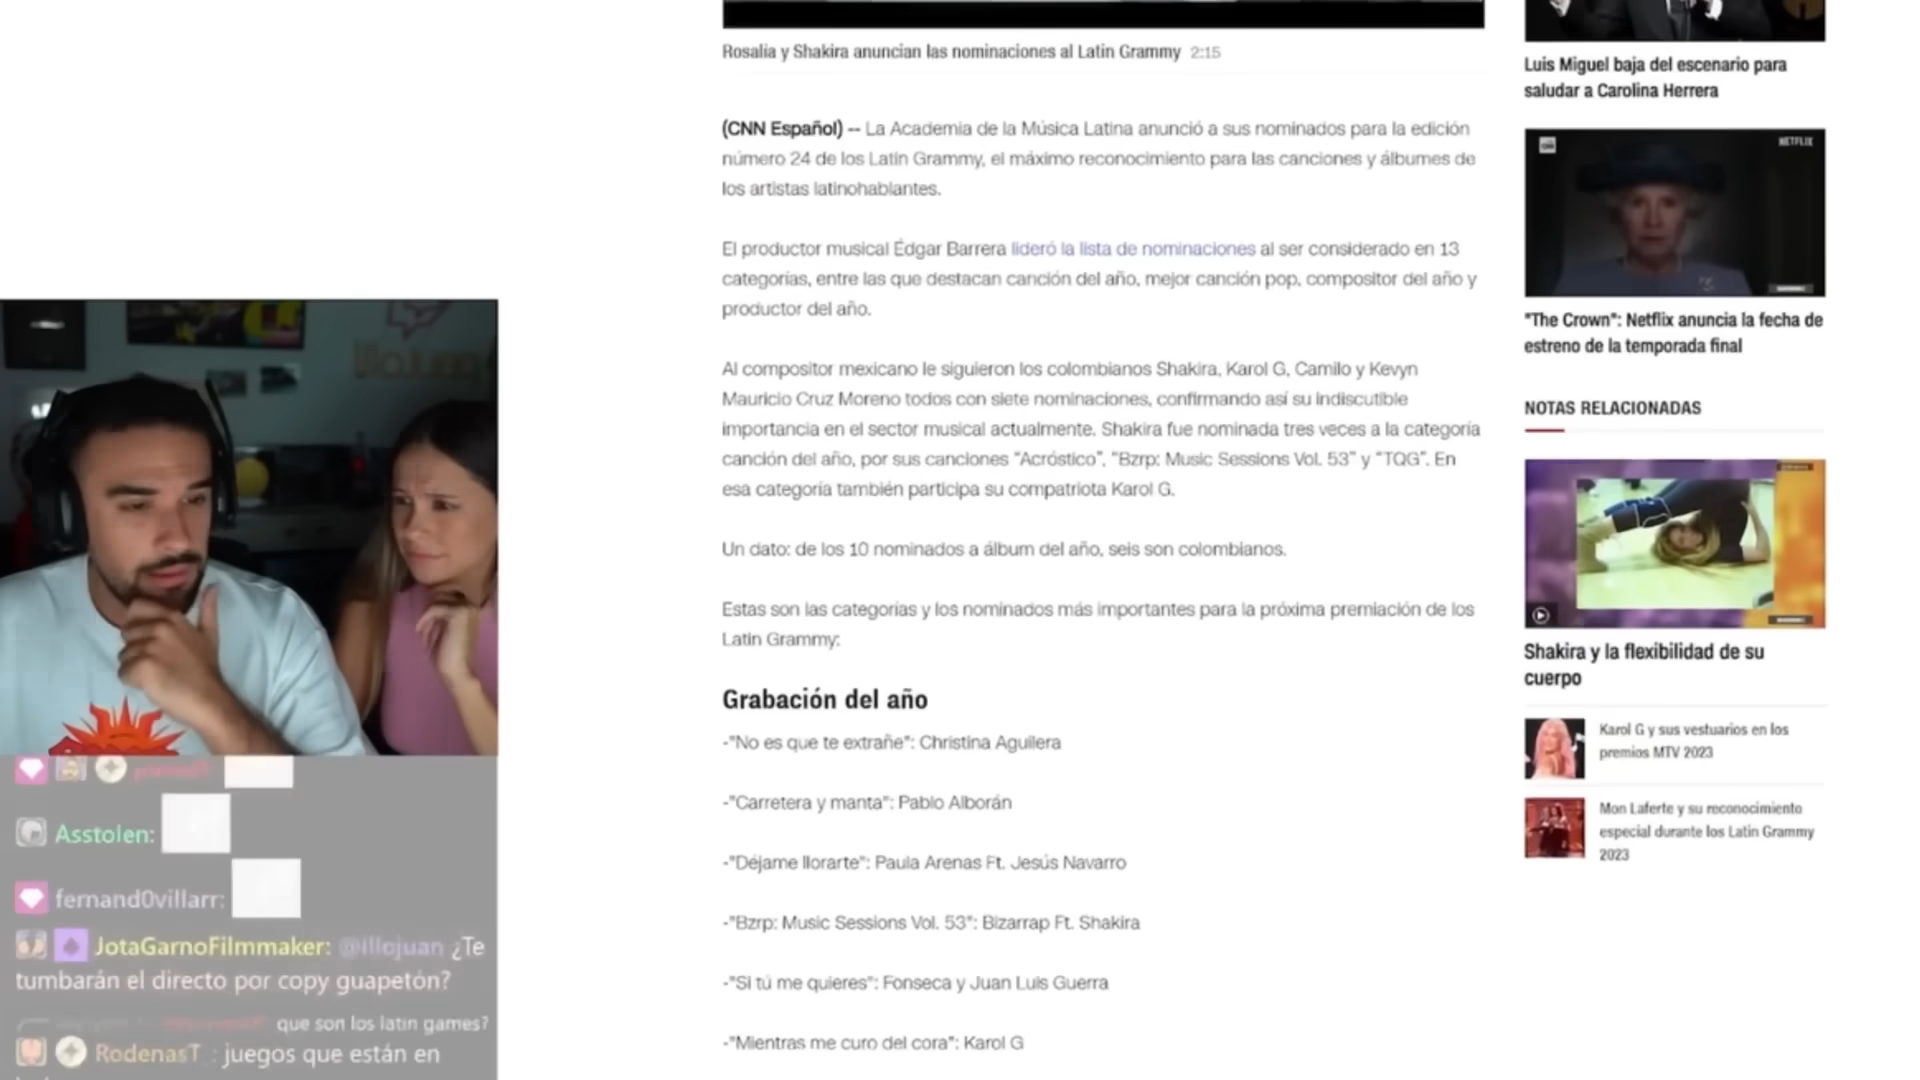 Rosalía y Shakira anuncian las nominaciones al Latin Grammy 2:15
(CNN Español) -- La Academia de la Música Latina anunció a sus nominados para la edición
número 24 de los Latin Grammy, el máximo reconocimiento para las canciones y álbumes de
los artistas latinohablantes.
El productor musical Édgar Barrera lideró la lista de nominaciones al ser considerado en 13
categorías, entre las que destacan canción del año, mejor canción pop, compositor del año y
productor del año.
Al compositor mexicano le siguieron los colombianos Shakira, Karol G, Camilo y Kevyn
Mauricio Cruz Moreno todos con siete nominaciones, confirmando así su indiscutible
importancia en el sector musical actualmente. Shakira fue nominada tres veces a la categoría
canción del año, por sus canciones “Acróstico”, “Bzrp: Music Sessions Vol. 53” y “TQG”. En
esa categoría también participa su compatriota Karol G.
Un dato: de los 10 nominados a álbum del año, seis son colombianos.
Estas son las categorías y los nominados más importantes para la próxima premiación de los
Latin Grammy:
Grabación del año
-"No es que te extrañe": Christina Aguilera
-"Carretera y manta": Pablo Alborán
-"Déjame llorarte": Paula Arenas Ft. Jesús Navarro
-"Bzrp: Music Sessions Vol. 53": Bizarrap Ft. Shakira
-"Si tú me quieres": Fonseca y Juan Luis Guerra
-"Mientras me curo del cora": Karol G
Luis Miguel baja del escenario para
saludar a Carolina Herrera
NETFLIX
"The Crown": Netflix anuncia la fecha de
estreno de la temporada final
NOTAS RELACIONADAS
Shakira y la flexibilidad de su
cuerpo
Karol G y sus vestuarios en los
premios MTV 2023
Mon Laferte y su reconocimiento
especial durante los Latin Grammy
2023
Asstolen:
fernand0villarr:
JotaGarnoFilmmaker: @illojuan ¿Te
tumbarán el directo por copy guapetón?
que son los latin games?
RodenasT_: juegos que están en